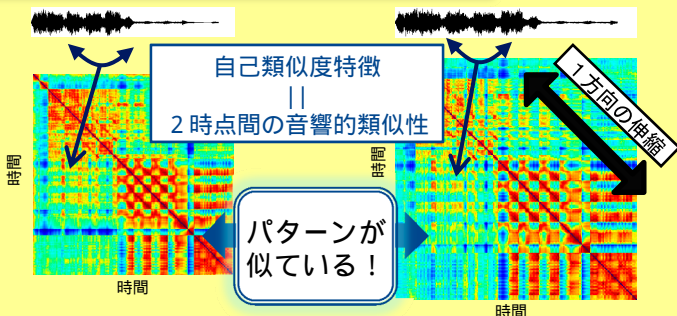 自己類似度特徴
||
2時点間の音響的類似性
1方向の伸縮
時間
時間
パターンが
似ている!
時間
時間